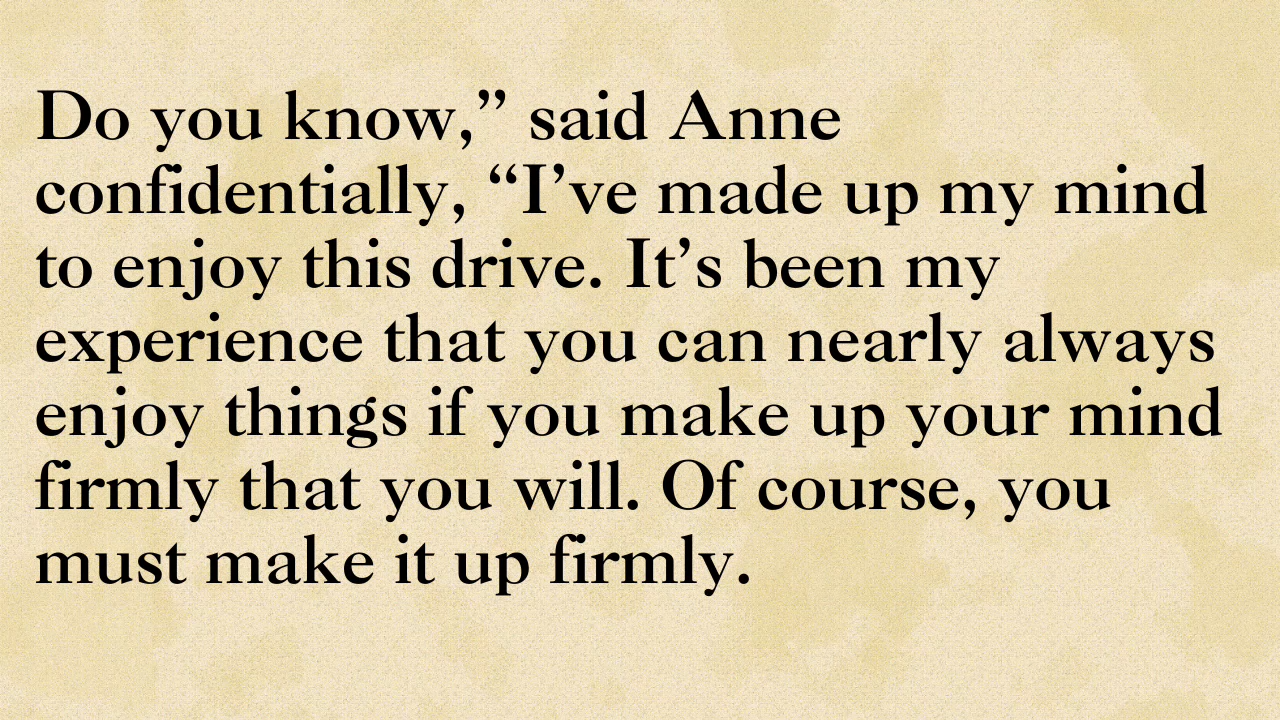 Do you know,” said Anne
confidentially, “I’ve made up my mind
to enjoy this drive. It’s been my
experience that you can nearly always
enjoy things if you make up your mind
firmly that you will. Of course, you
must make it up firmly.